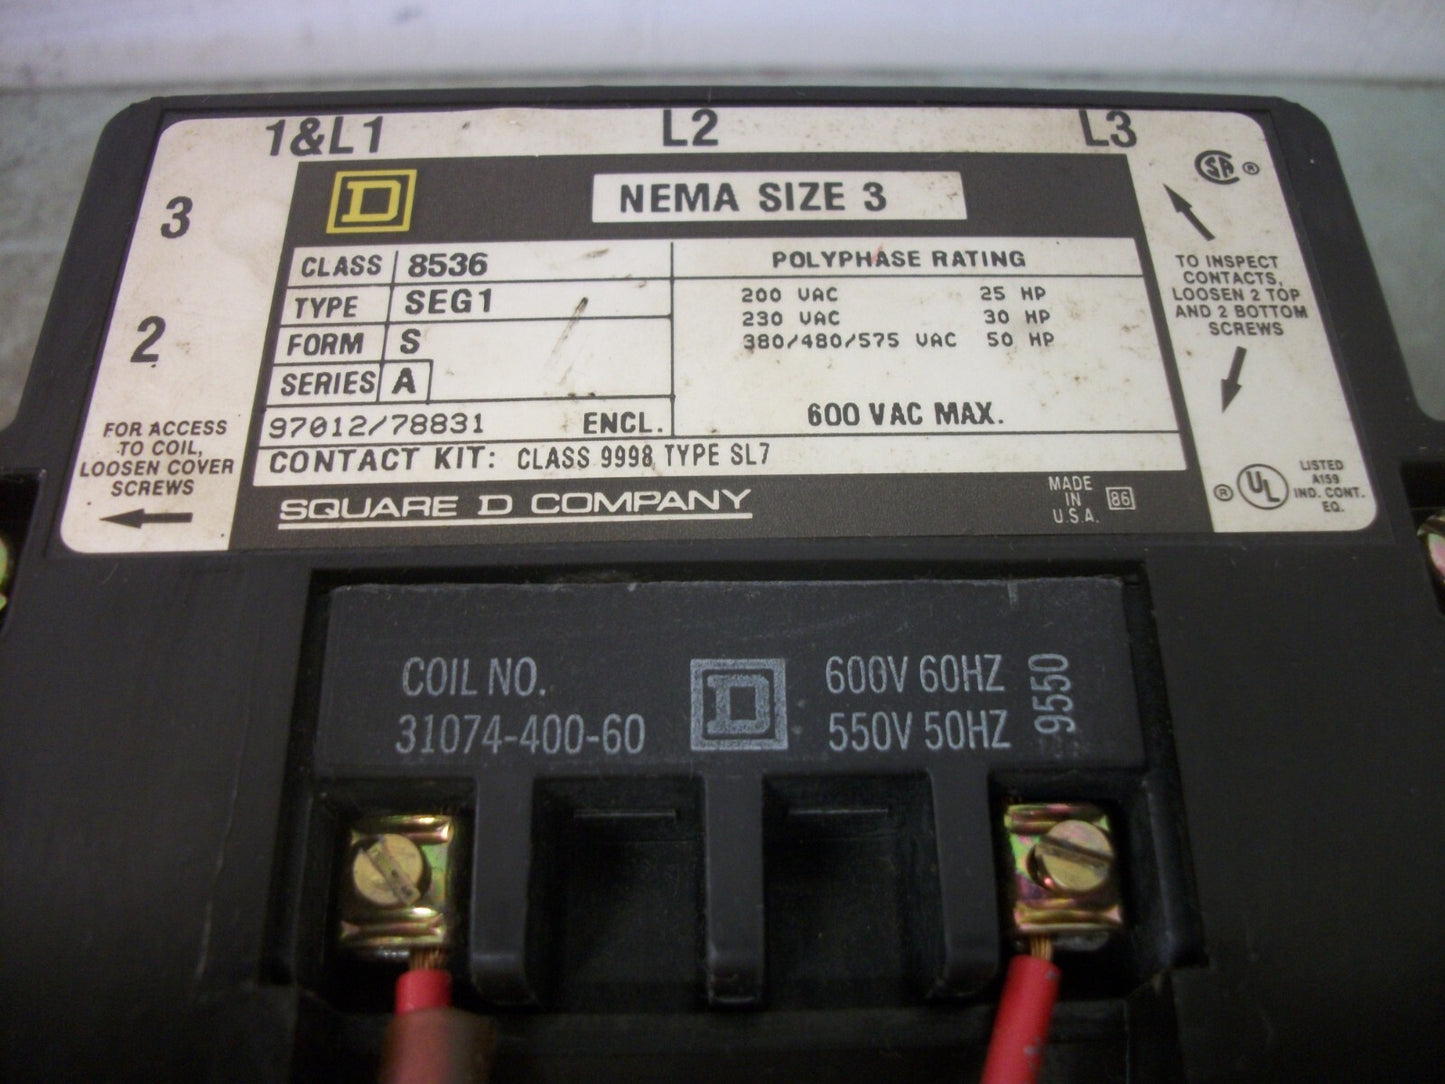 1&L1 L2 L3
3
2
D NEMA SIZE 3
CLASS 8536
TYPE SEG1
FORM S
SERIES A
97012/78831 ENCL.
POLYPHASE RATING
200 VAC 25 HP
230 VAC 30 HP
380/480/575 VAC 50 HP
600 VAC MAX.
CONTACT KIT: CLASS 9998 TYPE SL7
SQUARE D COMPANY
MADE
IN
U.S.A.
86
FOR ACCESS
TO COIL,
LOOSEN COVER
SCREWS
SA ®
TO INSPECT
CONTACTS,
LOOSEN 2 TOP
AND 2 BOTTOM
SCREWS
® UL
LISTED
A159
IND. CONT.
EQ.
COIL NO.
31074-400-60
D
600V 60HZ
550V 50HZ
9550